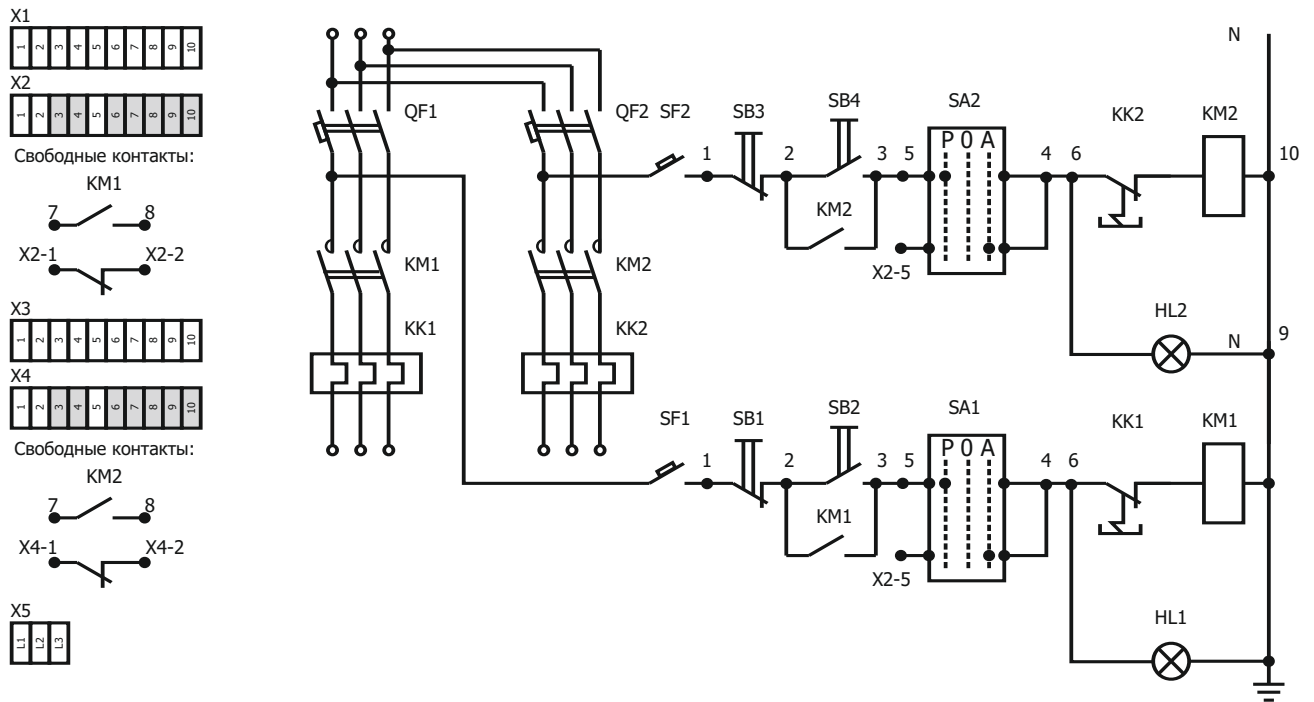 X1
1 2 3 4 5 6 7 8 9 10
X2
1 2 3 4 5 6 7 8 9 10
Свободные контакты:
KM1
7 8
X2-1 X2-2
X3
1 2 3 4 5 6 7 8 9 10
X4
1 2 3 4 5 6 7 8 9 10
Свободные контакты:
KM2
7 8
X4-1 X4-2
X5
L1 L2 L3
QF1 QF2
KM1 KM2
KK1 KK2
SF2 SB3 SB4 SA2 KK2 KM2 N
P 0 A
1 2 3 5 4 6 10
KM2
X2-5
HL2
N 9
SF1 SB1 SB2 SA1 KK1 KM1
P 0 A
1 2 3 5 4 6
KM1
X2-5
HL1